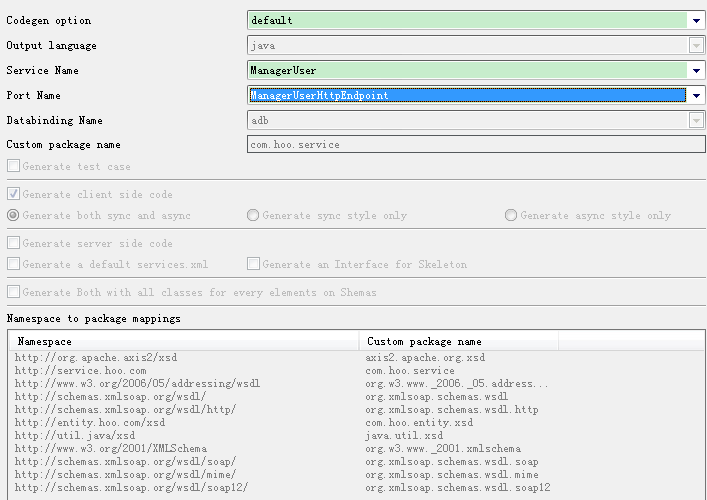 Codegen option default
Output language java
Service Name ManagerUser
Port Name ManagerUserHttpEndpoint
Databinding Name adb
Custom package name com.hoo.service
Generate test case
Generate client side code
Generate both sync and async Generate sync style only Generate async style only
Generate server side code
Generate a default services.xml Generate an Interface for Skeleton
Generate Both with all classes for every elements on Shemas
Namespace to package mappings
Namespace Custom package name
http://org.apache.axis2/xsd axis2.apache.org.xsd
http://service.hoo.com com.hoo.service
http://www.w3.org/2006/05/addressing/wsdl org.w3.www._2006._05.address...
http://schemas.xmlsoap.org/wsdl/ org.xmlsoap.schemas.wsdl
http://schemas.xmlsoap.org/wsdl/http/ org.xmlsoap.schemas.wsdl.http
http://entity.hoo.com/xsd com.hoo.entity.xsd
http://util.java/xsd java.util.xsd
http://www.w3.org/2001/XMLSchema org.w3.www._2001.xmlschema
http://schemas.xmlsoap.org/wsdl/soap/ org.xmlsoap.schemas.wsdl.soap
http://schemas.xmlsoap.org/wsdl/mime/ org.xmlsoap.schemas.wsdl.mime
http://schemas.xmlsoap.org/wsdl/soap12/ org.xmlsoap.schemas.wsdl.soap12